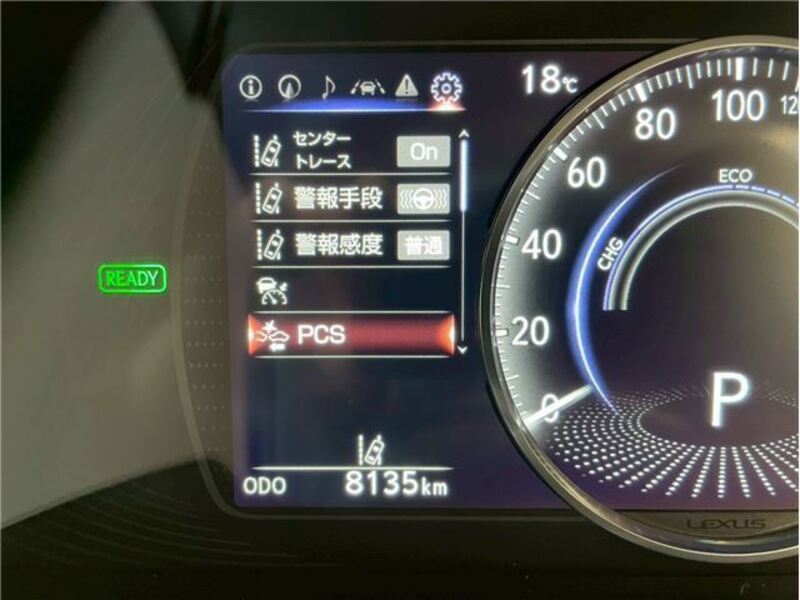 18℃
センター
トレース On
警報手段
警報感度 普通
PCS
ODO 8135km
READY
0
20
40
60
80
100
12
ECO
CHG
P
LEXUS